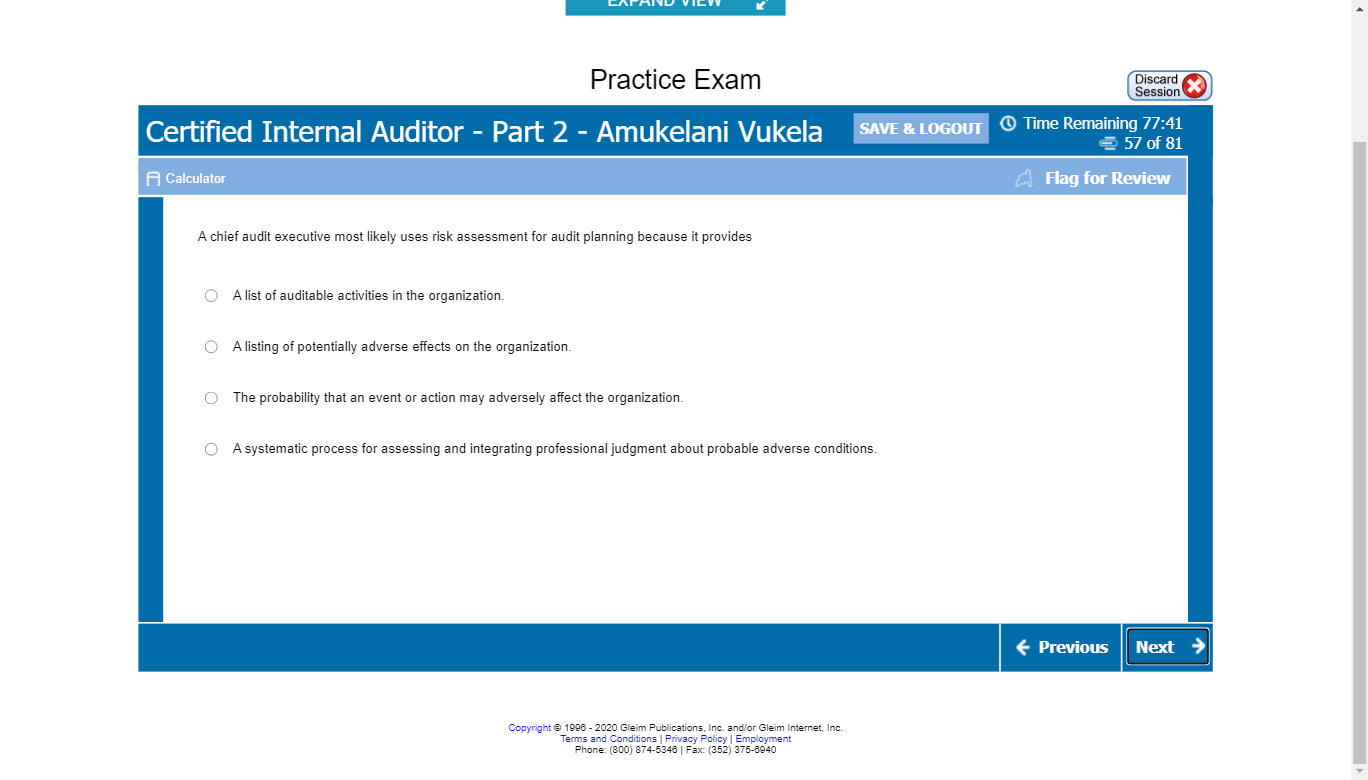 EXPAND VIEW
Practice Exam
Discard
Session
Certified Internal Auditor - Part 2 - Amukelani Vukela
SAVE & LOGOUT
Time Remaining 77:41
57 of 81
Calculator
Flag for Review
A chief audit executive most likely uses risk assessment for audit planning because it provides
A list of auditable activities in the organization.
A listing of potentially adverse effects on the organization.
The probability that an event or action may adversely affect the organization.
A systematic process for assessing and integrating professional judgment about probable adverse conditions.
Previous
Next
Copyright © 1996 - 2020 Gleim Publications, Inc. and/or Gleim Internet, Inc.
Terms and Conditions | Privacy Policy | Employment
Phone: (800) 874-5346 | Fax: (352) 375-6940